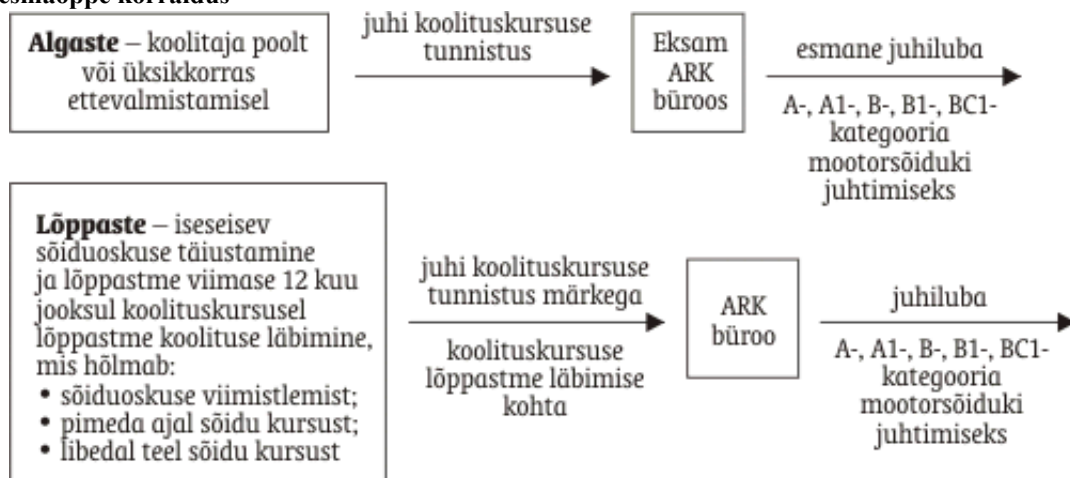 esmaõppe korraldus
Algaste – koolitaja poolt
või üksikkorras
ettevalmistamisel
juhi koolituskursuse
tunnistus
Eksam
ARK
büroos
esmane juhiluba
A-, A1-, B-, B1-, BC1-
kategooria
mootorsõiduki
juhtimiseks
Lõppaste – iseseisev
sõiduoskuse täiustamine
ja lõppastme viimase 12 kuu
jooksul koolituskursusel
lõppastme koolituse läbimine,
mis hõlmab:
• sõiduoskuse viimistlemist;
• pimeda ajal sõidu kursust;
• libedal teel sõidu kursust
juhi koolituskursuse
tunnistus märkega
koolituskursuse
lõppastme läbimise
kohta
ARK
büroo
juhiluba
A-, A1-, B-, B1-, BC1-
kategooria
mootorsõiduki
juhtimiseks